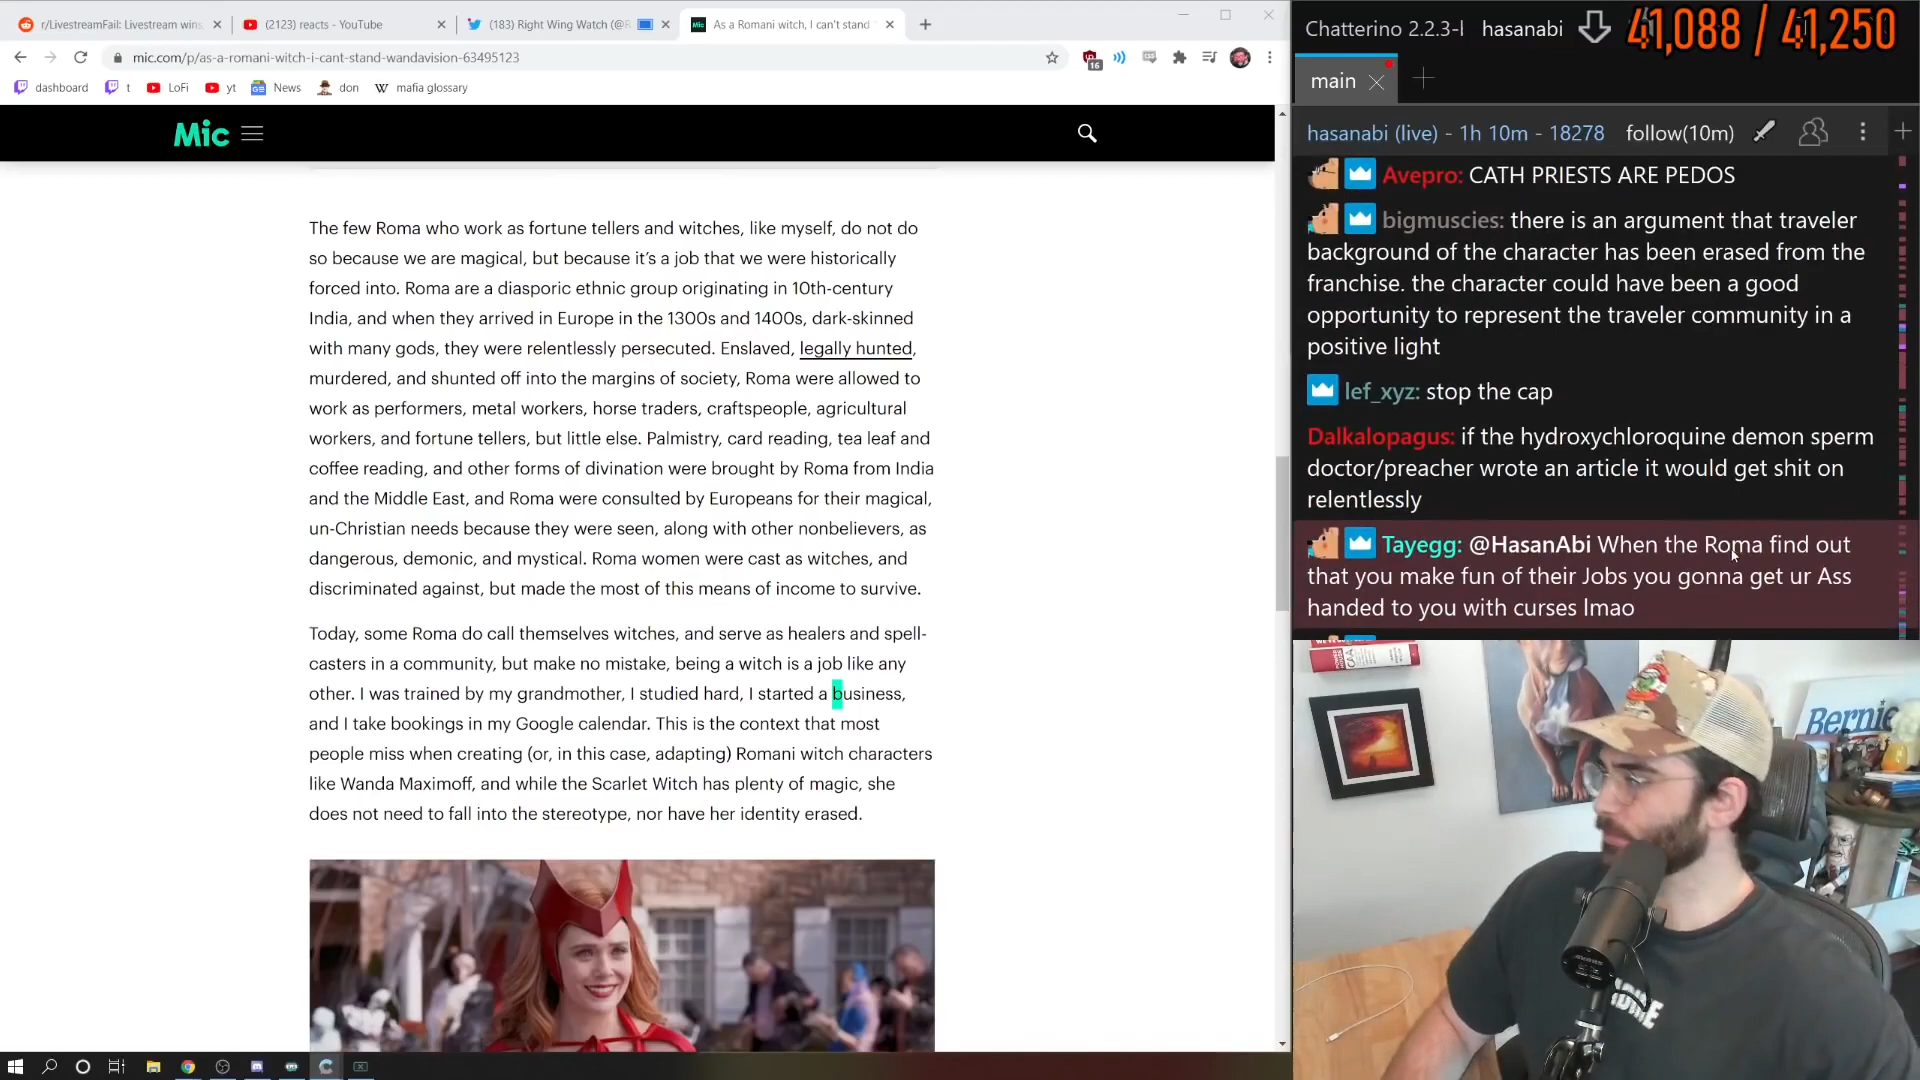 r/LivestreamFail: Livestream wins,
(2123) reacts - YouTube
(183) Right Wing Watch (@R
As a Romani witch, I can't stand
mic.com/p/as-a-romani-witch-i-cant-stand-wandavision-63495123
16
dashboard
t
LoFi
yt
News
don
W mafia glossary
Mic
The few Roma who work as fortune tellers and witches, like myself, do not do
so because we are magical, but because it's a job that we were historically
forced into. Roma are a diasporic ethnic group originating in 10th-century
India, and when they arrived in Europe in the 1300s and 1400s, dark-skinned
with many gods, they were relentlessly persecuted. Enslaved, legally hunted,
murdered, and shunted off into the margins of society, Roma were allowed to
work as performers, metal workers, horse traders, craftspeople, agricultural
workers, and fortune tellers, but little else. Palmistry, card reading, tea leaf and
coffee reading, and other forms of divination were brought by Roma from India
and the Middle East, and Roma were consulted by Europeans for their magical,
un-Christian needs because they were seen, along with other nonbelievers, as
dangerous, demonic, and mystical. Roma women were cast as witches, and
discriminated against, but made the most of this means of income to survive.
Today, some Roma do call themselves witches, and serve as healers and spell-
casters in a community, but make no mistake, being a witch is a job like any
other. I was trained by my grandmother, I studied hard, I started a business,
and I take bookings in my Google calendar. This is the context that most
people miss when creating (or, in this case, adapting) Romani witch characters
like Wanda Maximoff, and while the Scarlet Witch has plenty of magic, she
does not need to fall into the stereotype, nor have her identity erased.
Chatterino 2.2.3-l hasanabi
41,088 / 41,250
main
hasanabi (live) - 1h 10m - 18278 follow(10m)
Avepro: CATH PRIESTS ARE PEDOS
bigmuscies: there is an argument that traveler
background of the character has been erased from the
franchise. the character could have been a good
opportunity to represent the traveler community in a
positive light
lef_xyz: stop the cap
Dalkalopagus: if the hydroxychloroquine demon sperm
doctor/preacher wrote an article it would get shit on
relentlessly
Tayegg: @HasanAbi When the Roma find out
that you make fun of their Jobs you gonna get ur Ass
handed to you with curses lmao
Bernie